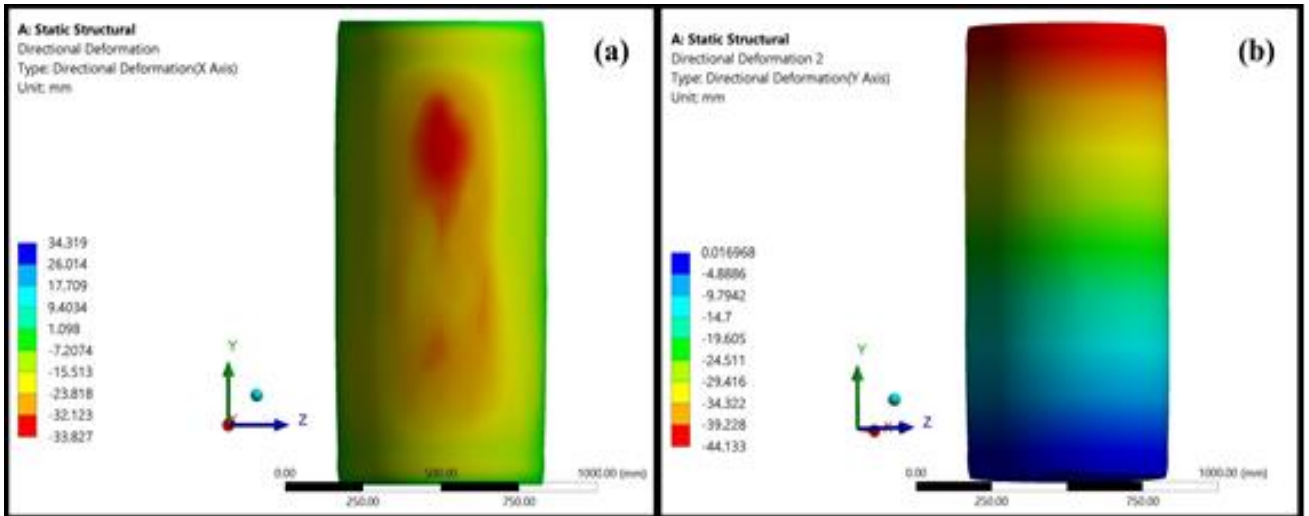 A: Static Structural
Directional Deformation
Type: Directional Deformation(X Axis)
Unit: mm
(a)
34.319
26.014
17.709
9.4034
1.098
-7.2074
-15.513
-23.818
-32.123
-33.827
Y
X
Z
0.00
500.00
1000.00 (mm)
250.00
750.00
A: Static Structural
Directional Deformation 2
Type: Directional Deformation(Y Axis)
Unit: mm
(b)
0.016968
-4.8886
-9.7942
-14.7
-19.605
-24.511
-29.416
-34.322
-39.228
-44.133
Y
X
Z
0.00
500.00
1000.00 (mm)
250.00
750.00